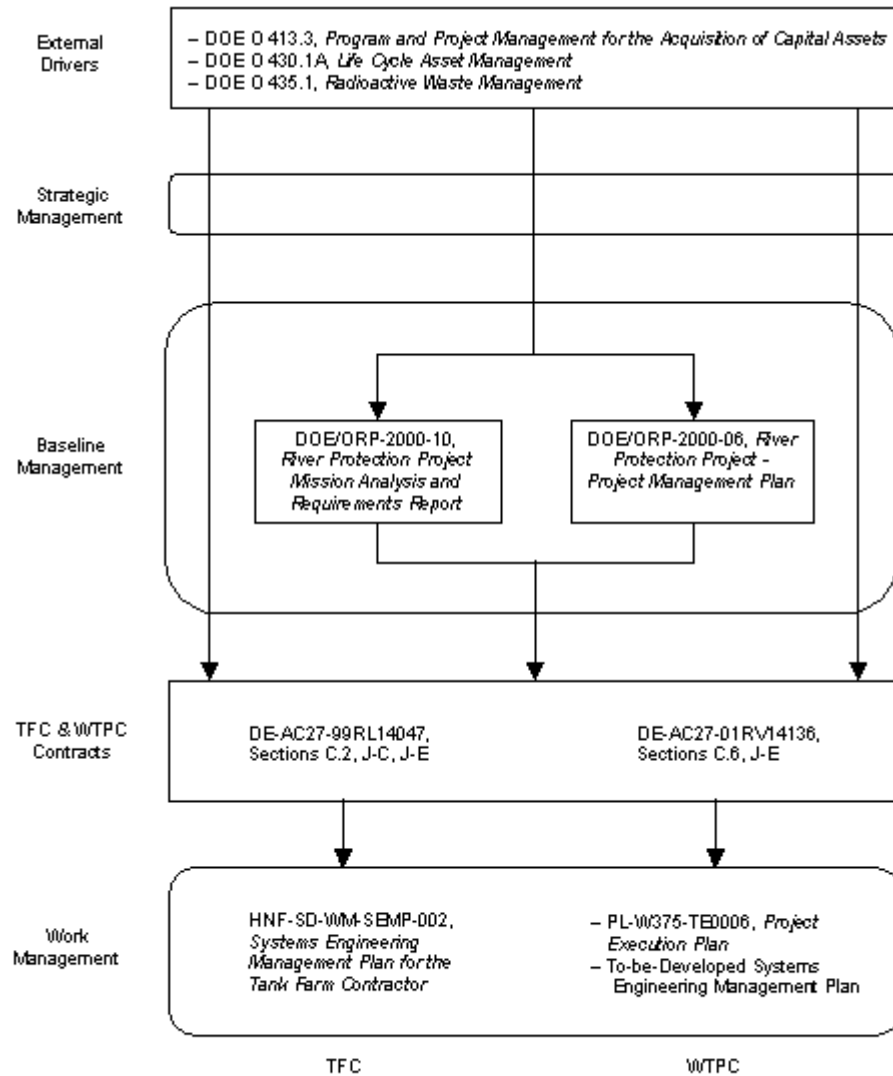 External
Drivers
– DOE O 413.3, Program and Project Management for the Acquisition of Capital Assets
– DOE O 430.1A, Life Cycle Asset Management
– DOE O 435.1, Radioactive Waste Management
Strategic
Management
Baseline
Management
DOE/ORP-2000-10,
River Protection Project
Mission Analysis and
Requirements Report
DOE/ORP-2000-06, River
Protection Project -
Project Management Plan
TFC & WTPC
Contracts
DE-AC27-99RL14047,
Sections C.2, J-C, J-E
DE-AC27-01RV14136,
Sections C.6, J-E
Work
Management
HNF-SD-WM-SEMP-002,
Systems Engineering
Management Plan for the
Tank Farm Contractor
– PL-W375-TE0006, Project
Execution Plan
– To-be-Developed Systems
Engineering Management Plan
TFC
WTPC